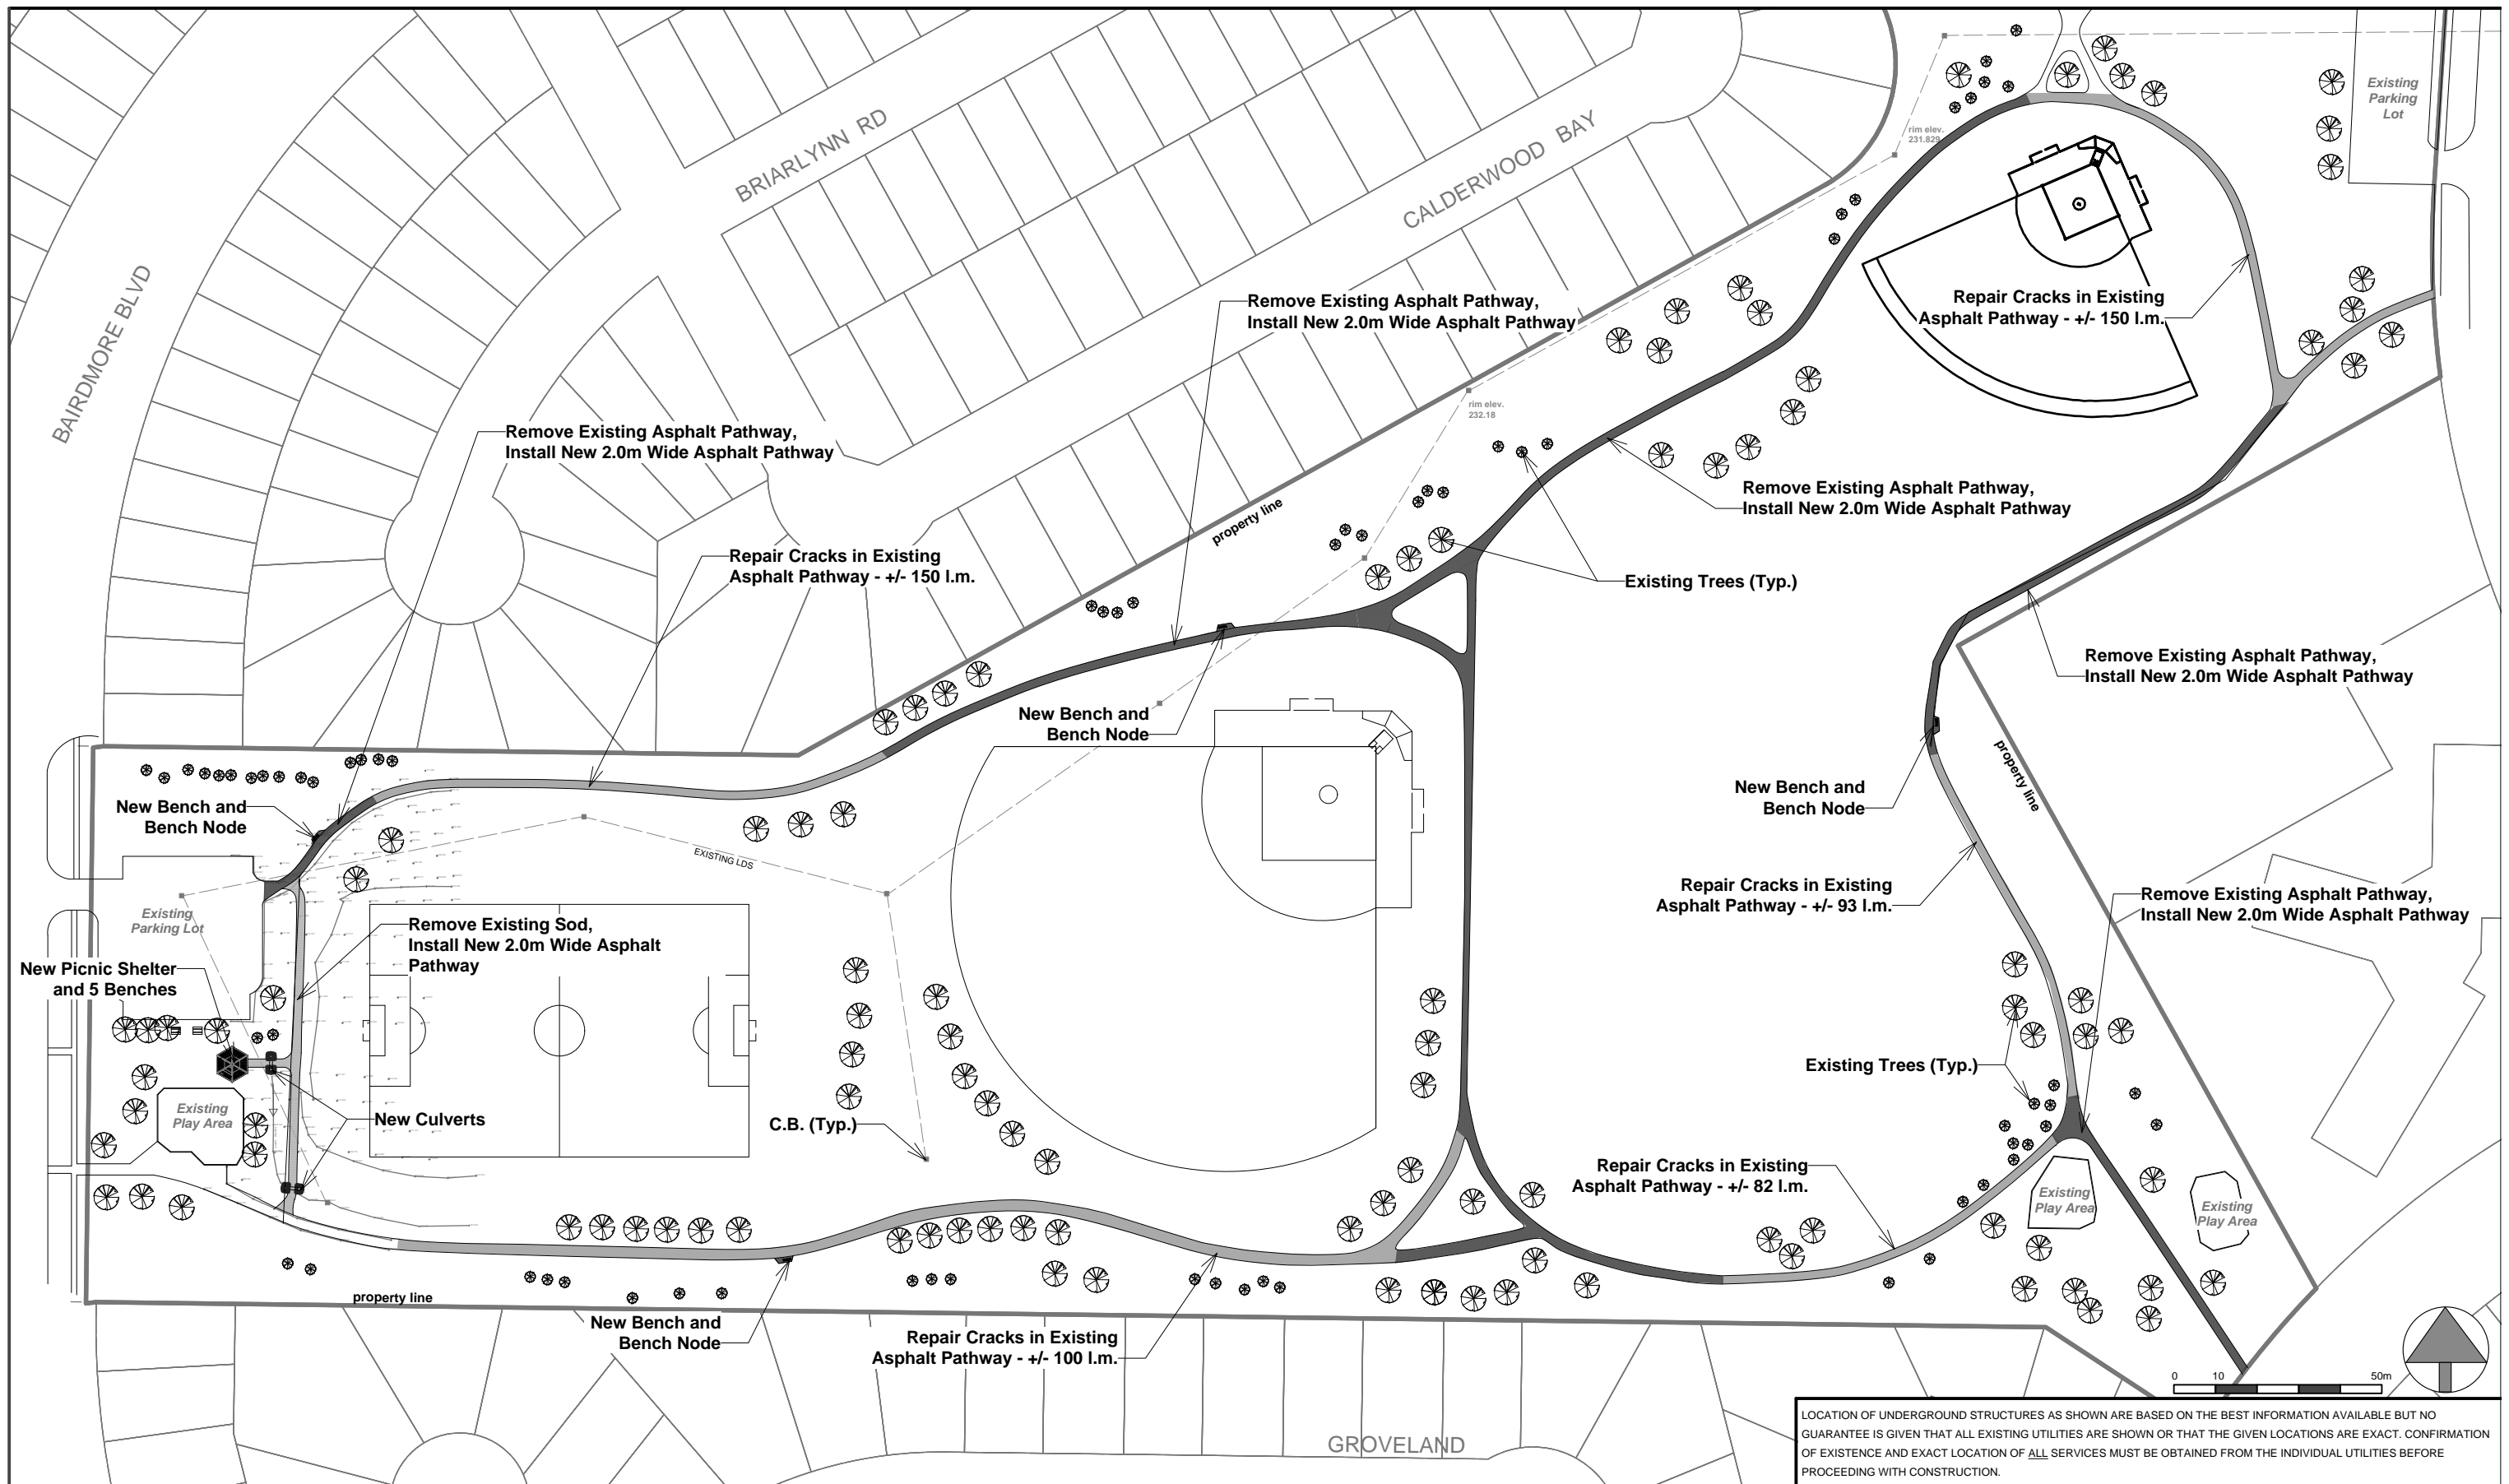 BRIARLYNN RD
CALDERWOOD BAY
BAIRDMORE BLVD
Existing
Parking
Lot
rim elev.
231.829
Remove Existing Asphalt Pathway,
Install New 2.0m Wide Asphalt Pathway
Repair Cracks in Existing
Asphalt Pathway - +/- 150 l.m.
rim elev.
232.18
Remove Existing Asphalt Pathway,
Install New 2.0m Wide Asphalt Pathway
Remove Existing Asphalt Pathway,
Install New 2.0m Wide Asphalt Pathway
property line
Repair Cracks in Existing
Asphalt Pathway - +/- 150 l.m.
Existing Trees (Typ.)
Remove Existing Asphalt Pathway,
Install New 2.0m Wide Asphalt Pathway
New Bench and
Bench Node
property line
New Bench and
Bench Node
New Bench and
Bench Node
EXISTING LDS
Repair Cracks in Existing
Asphalt Pathway - +/- 93 l.m.
Remove Existing Asphalt Pathway,
Install New 2.0m Wide Asphalt Pathway
Existing
Parking Lot
Remove Existing Sod,
Install New 2.0m Wide Asphalt
Pathway
New Picnic Shelter
and 5 Benches
Existing Trees (Typ.)
Existing
Play Area
New Culverts
C.B. (Typ.)
Repair Cracks in Existing
Asphalt Pathway - +/- 82 l.m.
Existing
Play Area
Existing
Play Area
property line
New Bench and
Bench Node
Repair Cracks in Existing
Asphalt Pathway - +/- 100 l.m.
0 10 50m
GROVELAND
LOCATION OF UNDERGROUND STRUCTURES AS SHOWN ARE BASED ON THE BEST INFORMATION AVAILABLE BUT NO
GUARANTEE IS GIVEN THAT ALL EXISTING UTILITIES ARE SHOWN OR THAT THE GIVEN LOCATIONS ARE EXACT. CONFIRMATION
OF EXISTENCE AND EXACT LOCATION OF ALL SERVICES MUST BE OBTAINED FROM THE INDIVIDUAL UTILITIES BEFORE
PROCEEDING WITH CONSTRUCTION.